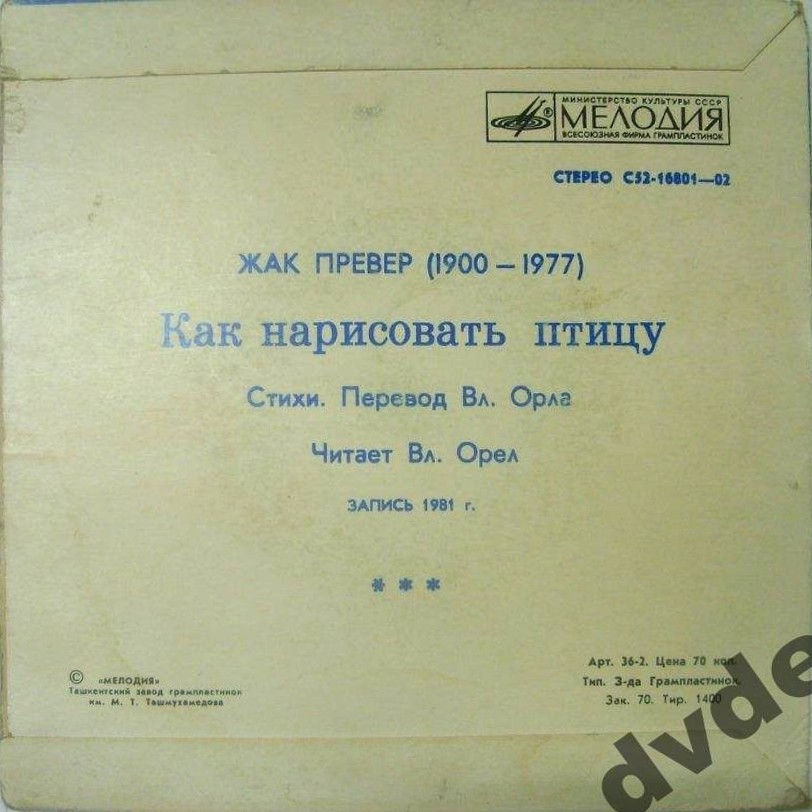 МИНИСТЕРСТВО КУЛЬТУРЫ СССР
®
МЕЛОДИЯ
ВСЕСОЮЗНАЯ ФИРМА ГРАМПЛАСТИНОК
СТЕРЕО С52-16801—02
ЖАК ПРЕВЕР (1900 — 1977)
Как нарисовать птицу
Стихи. Перевод Вл. Орла
Читает Вл. Орел
ЗАПИСЬ 1981 г.
* * *
© «МЕЛОДИЯ»
Ташкентский завод грампластинок
им. М. Т. Ташмухамедова
Арт. 36-2. Цена 70 коп.
Тип. З-да Грампластинок.
Зак. 70. Тир. 1400
dvde